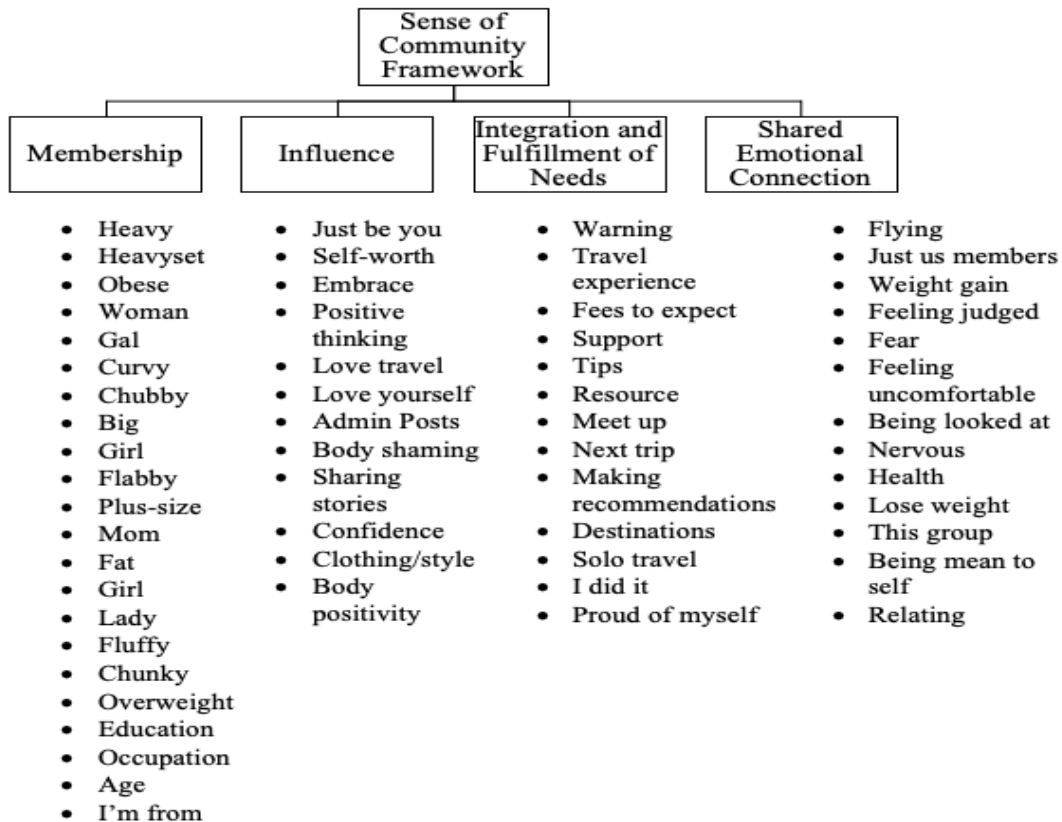 Sense of
Community
Framework
Membership
Influence
Integration and
Fulfillment of
Needs
Shared
Emotional
Connection
• Heavy
• Heavyset
• Obese
• Woman
• Gal
• Curvy
• Chubby
• Big
• Girl
• Flabby
• Plus-size
• Mom
• Fat
• Girl
• Lady
• Fluffy
• Chunky
• Overweight
• Education
• Occupation
• Age
• I'm from
• Just be you
• Self-worth
• Embrace
• Positive
thinking
• Love travel
• Love yourself
• Admin Posts
• Body shaming
• Sharing
stories
• Confidence
• Clothing/style
• Body
positivity
• Warning
• Travel
experience
• Fees to expect
• Support
• Tips
• Resource
• Meet up
• Next trip
• Making
recommendations
• Destinations
• Solo travel
• I did it
• Proud of myself
• Flying
• Just us members
• Weight gain
• Feeling judged
• Fear
• Feeling
uncomfortable
• Being looked at
• Nervous
• Health
• Lose weight
• This group
• Being mean to
self
• Relating